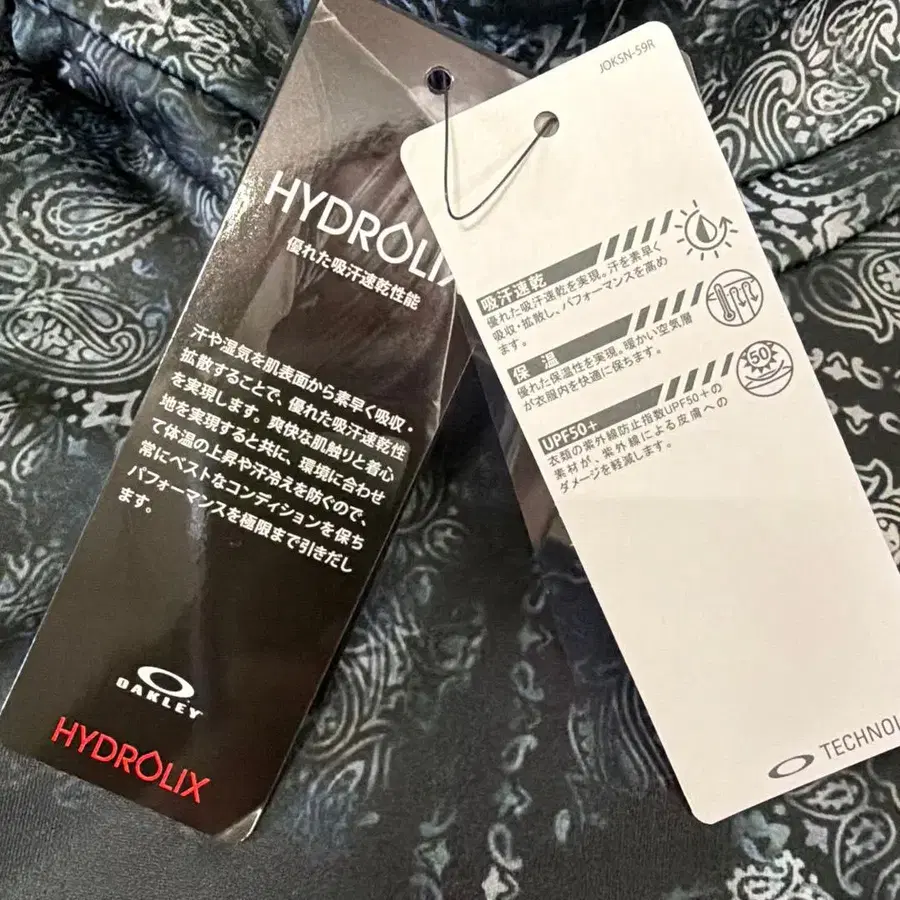 HYDROLIX
優れた吸汗速乾性能
汗や湿気を肌表面から素早く吸収・
拡散することで、優れた吸汗速乾性
を実現します。爽快な肌触りと着心
地を実現すると共に、環境に合わせ
て体温の上昇や汗冷えを防ぐので、
常にベストなコンディションを保ち
パフォーマンスを極限まで引きだし
ます。
OAKLEY
HYDROLIX
JOKSN-59R
吸汗速乾
優れた吸汗速乾を実現。汗を素早く
吸収・拡散し、パフォーマンスを高め
ます。
保温
優れた保温性を実現。暖かい空気層
が衣服内を快適に保ちます。
UPF50+
50
衣類の紫外線防止指数UPF50+の
素材が、紫外線による皮膚への
ダメージを軽減します。
TECHNOL